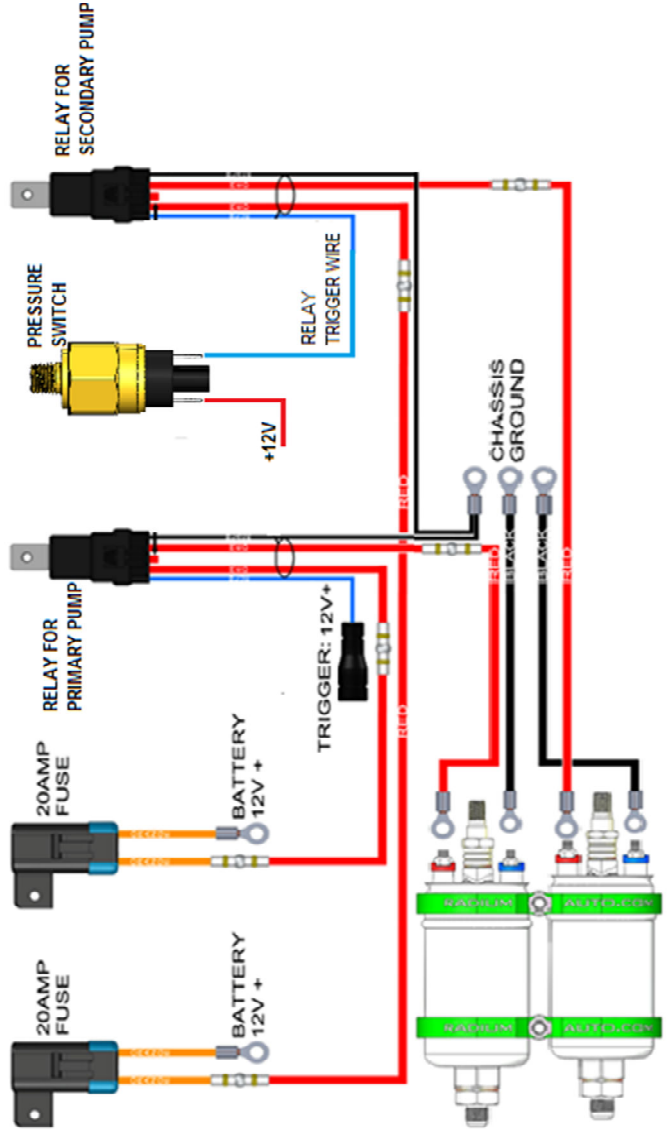 RELAY FOR
SECONDARY PUMP
PRESSURE
SWITCH
RELAY
TRIGGER WIRE
+12V
RELAY FOR
PRIMARY PUMP
TRIGGER: 12V+
CHASSIS
GROUND
20AMP
FUSE
BATTERY
12V +
20AMP
FUSE
BATTERY
12V +
RED
RED
RED
BLACK
BLACK
RED